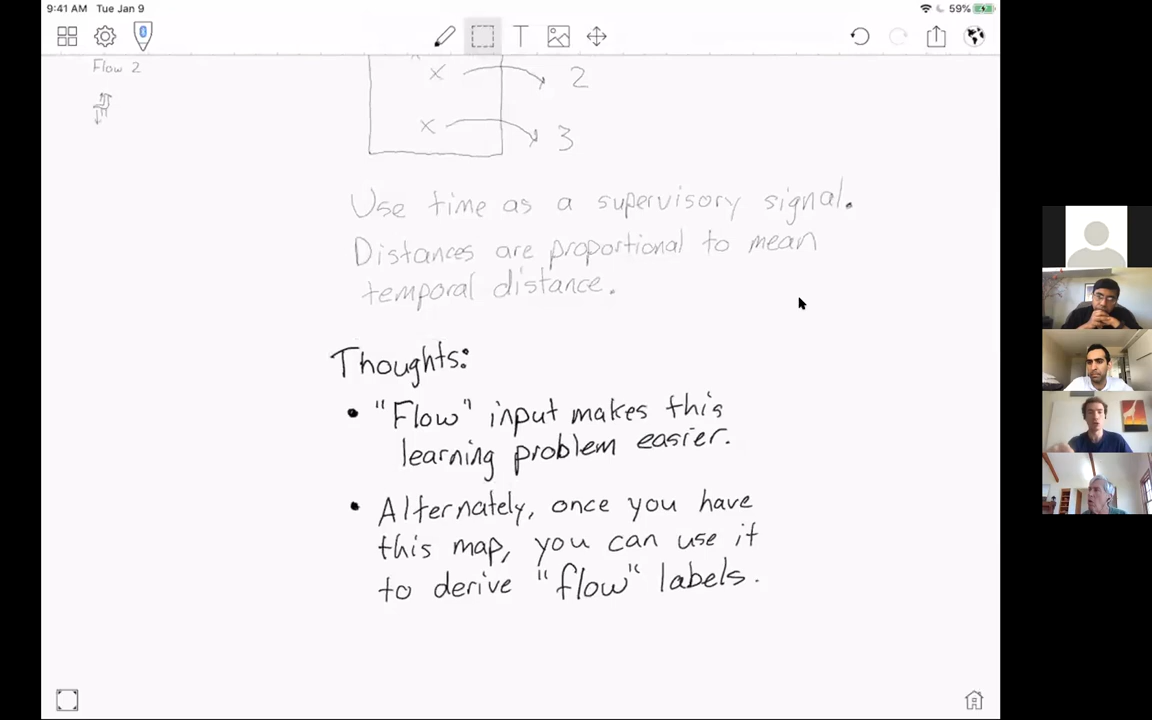 9:41 AM Tue Jan 9
59%
T
Flow 2
x 2
x 3
Use time as a supervisory signal.
Distances are proportional to mean
temporal distance.
Thoughts:
• "Flow" input makes this
learning problem easier.
• Alternately, once you have
this map, you can use it
to derive "flow" labels.